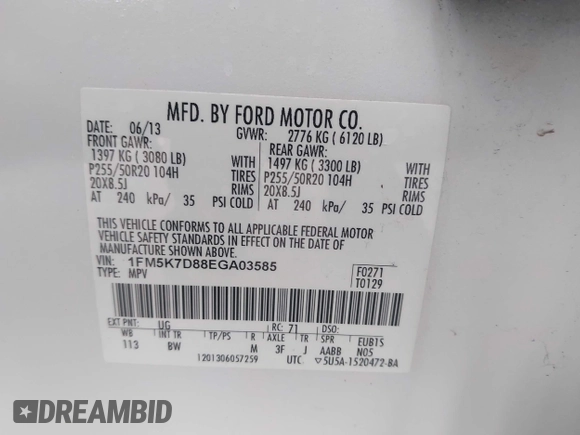 MFD. BY FORD MOTOR CO.
DATE: 06/13 GVWR: 2776 KG ( 6120 LB)
FRONT GAWR: REAR GAWR:
1397 KG ( 3080 LB) WITH 1497 KG ( 3300 LB) WITH
P255/50R20 104H TIRES P255/50R20 104H TIRES
20X8.5J RIMS 20X8.5J RIMS
AT 240 kPa/ 35 PSI COLD AT 240 kPa/ 35 PSI COLD
THIS VEHICLE CONFORMS TO ALL APPLICABLE FEDERAL MOTOR
VEHICLE SAFETY STANDARDS IN EFFECT ON THE DATE OF
MANUFACTURE SHOWN ABOVE.
VIN: 1FM5K7D88EGA03585 F0271
TYPE: MPV T0129
EXT PNT: UG RC: 71 DSO:
WB INT TR TP/PS R AXLE TR SPR EUBTS
113 BW M 3F J AABB N05
1201306057259 UTC ▽5U5A-1520472-BA
DREAMBID.COM